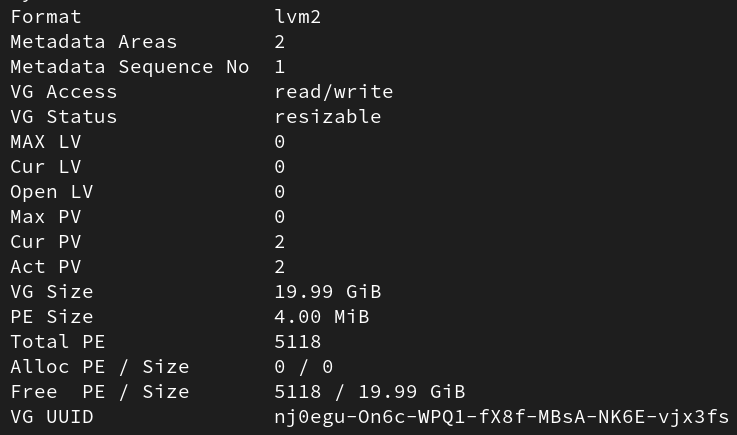 Format                lvm2
Metadata Areas        2
Metadata Sequence No  1
VG Access             read/write
VG Status             resizable
MAX LV                0
Cur LV                0
Open LV               0
Max PV                0
Cur PV                2
Act PV                2
VG Size               19.99 GiB
PE Size               4.00 MiB
Total PE              5118
Alloc PE / Size       0 / 0
Free  PE / Size       5118 / 19.99 GiB
VG UUID               nj0egu-On6c-WPQ1-fX8f-MBsA-NK6E-vjx3fs